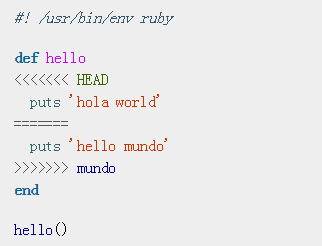 #! /usr/bin/env ruby

def hello
<<<<<<< HEAD
  puts 'hola world'
=======
  puts 'hello mundo'
>>>>>>> mundo
end

hello()